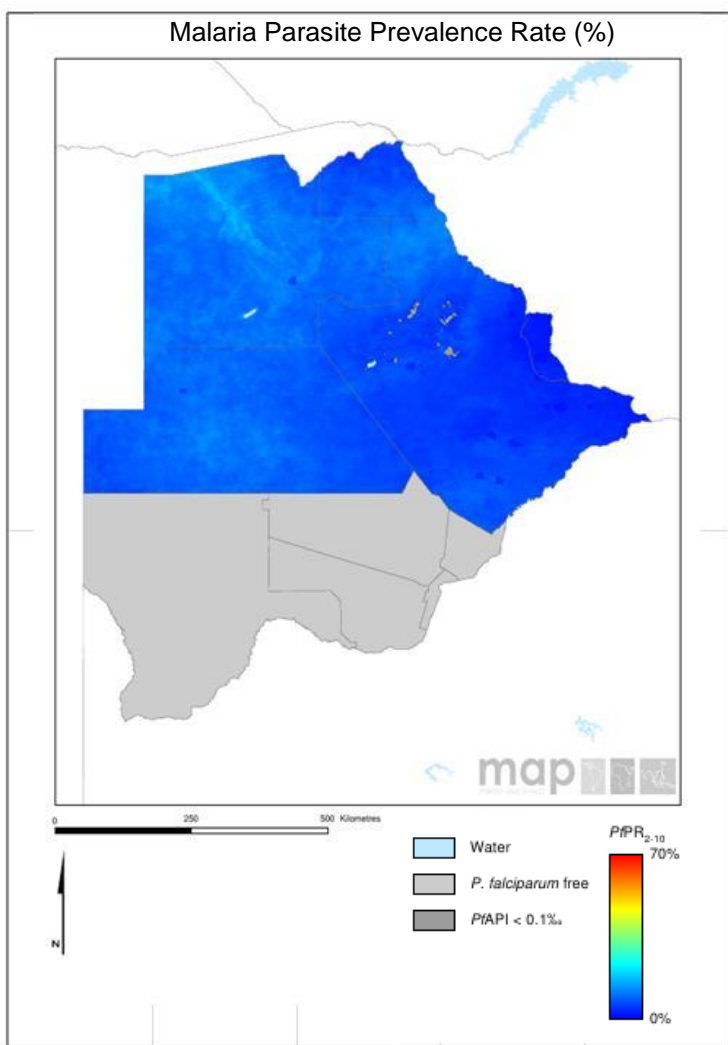 Malaria Parasite Prevalence Rate (%)
map
0 250 500 Kilometres
N
Water
P. falciparum free
PfAPI < 0.1‰
PfPR2-10
70%
0%